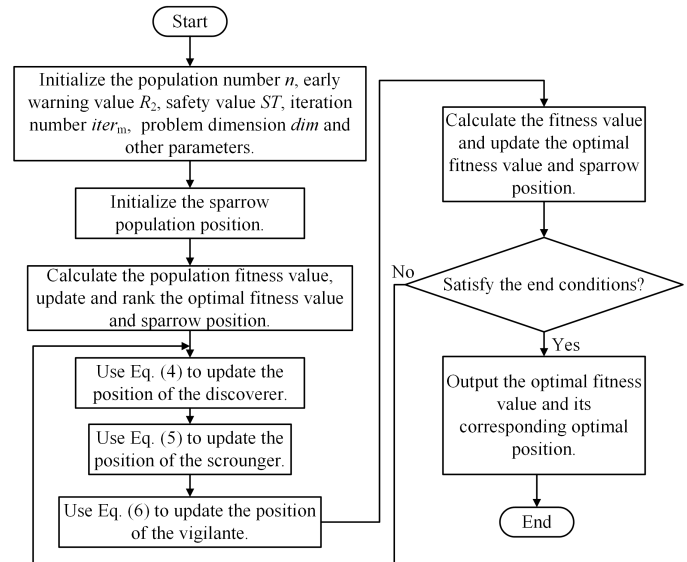 Start
Initialize the population number n, early
warning value R₂, safety value ST, iteration
number iterₘ, problem dimension dim and
other parameters.
Initialize the sparrow
population position.
Calculate the population fitness value,
update and rank the optimal fitness value
and sparrow position.
Use Eq. (4) to update the
position of the discoverer.
Use Eq. (5) to update the
position of the scrounger.
Use Eq. (6) to update the position
of the vigilante.
Calculate the fitness value
and update the optimal
fitness value and sparrow
position.
No
Satisfy the end conditions?
Yes
Output the optimal fitness
value and its
corresponding optimal
position.
End